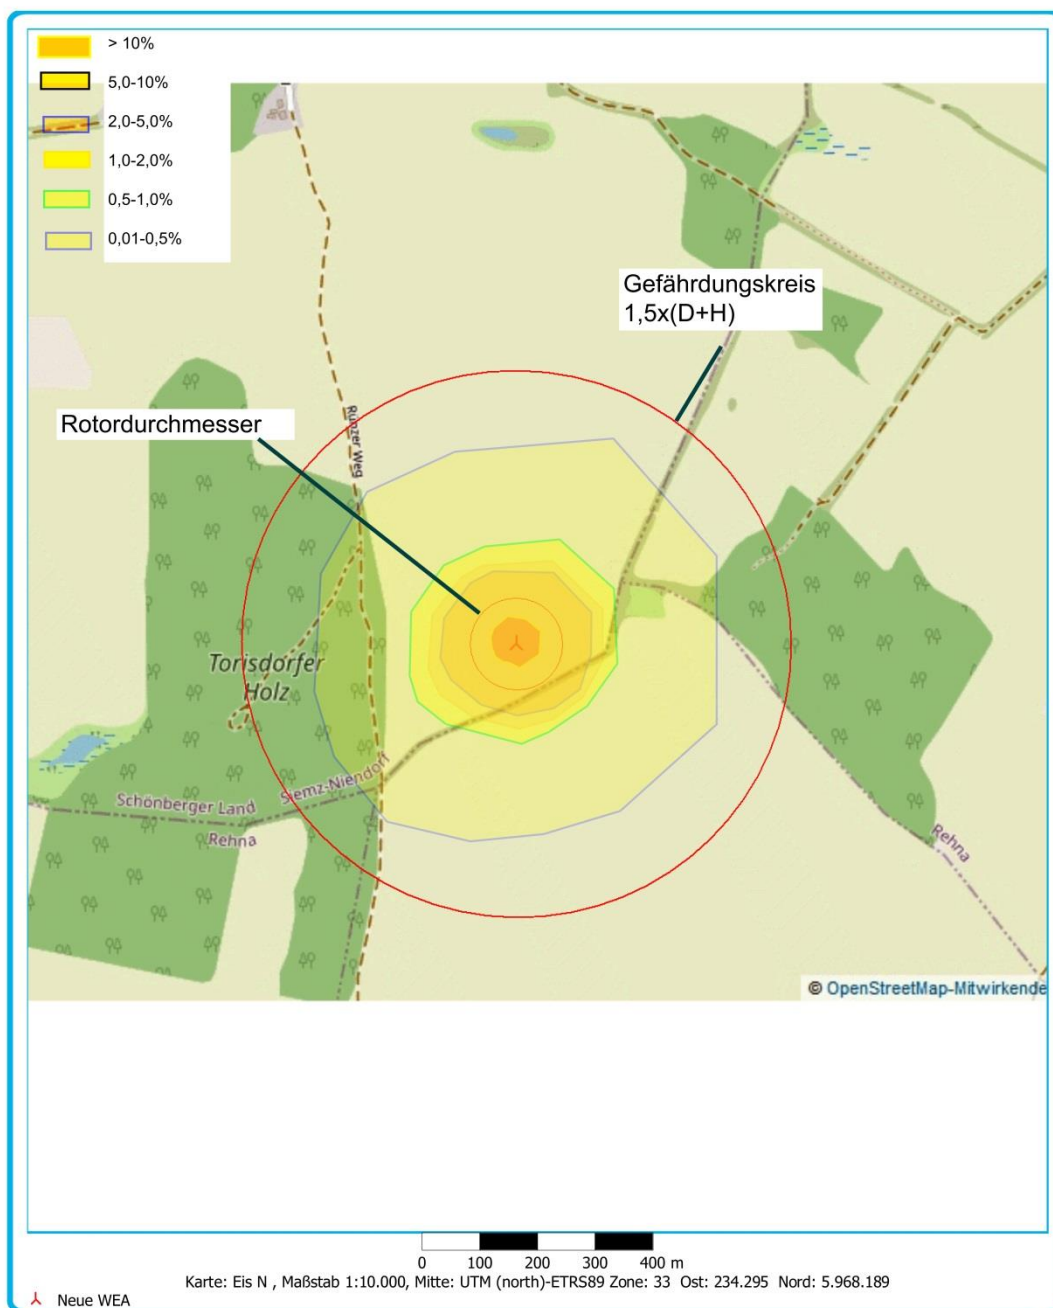 > 10%
5,0-10%
2,0-5,0%
1,0-2,0%
0,5-1,0%
0,01-0,5%
Gefährdungskreis
1,5x(D+H)
Rotordurchmesser
Weg
Torisdorfer
Holz
Siemz-Niendorf
Schönberger Land
Rehna
Rehna
© OpenStreetMap-Mitwirkende
0 100 200 300 400 m
Karte: Eis N , Maßstab 1:10.000, Mitte: UTM (north)-ETRS89 Zone: 33 Ost: 234.295 Nord: 5.968.189
Neue WEA